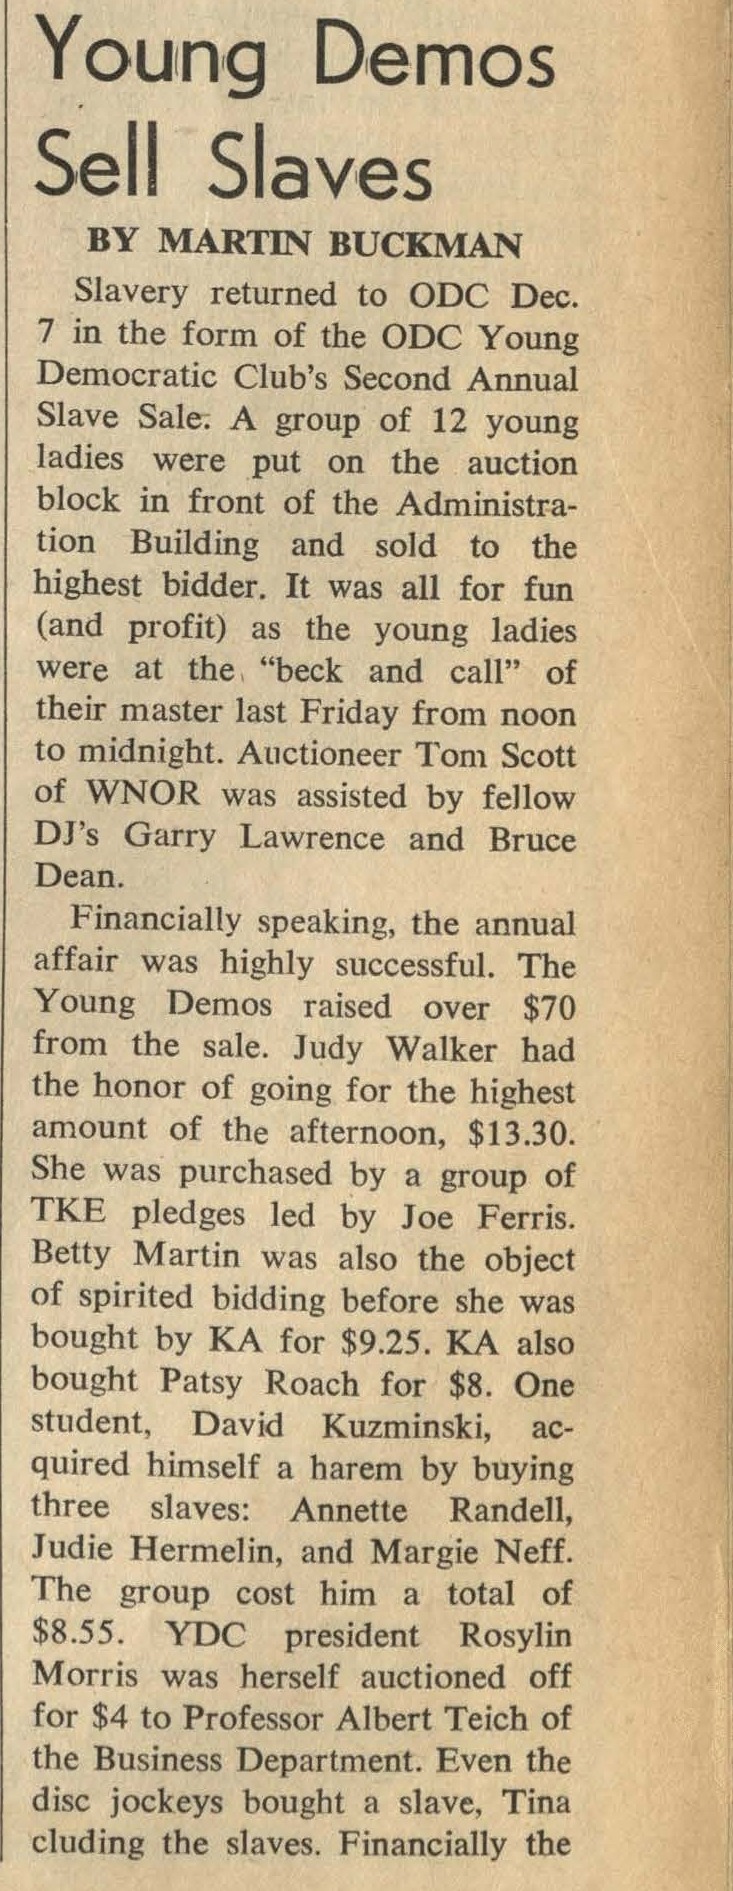 Young Demos
Sell Slaves
BY MARTIN BUCKMAN
Slavery returned to ODC Dec.
7 in the form of the ODC Young
Democratic Club's Second Annual
Slave Sale. A group of 12 young
ladies were put on the auction
block in front of the Administra-
tion Building and sold to the
highest bidder. It was all for fun
(and profit) as the young ladies
were at the "beck and call" of
their master last Friday from noon
to midnight. Auctioneer Tom Scott
of WNOR was assisted by fellow
DJ's Garry Lawrence and Bruce
Dean.
Financially speaking, the annual
affair was highly successful. The
Young Demos raised over $70
from the sale. Judy Walker had
the honor of going for the highest
amount of the afternoon, $13.30.
She was purchased by a group of
TKE pledges led by Joe Ferris.
Betty Martin was also the object
of spirited bidding before she was
bought by KA for $9.25. KA also
bought Patsy Roach for $8. One
student, David Kuzminski, ac-
quired himself a harem by buying
three slaves: Annette Randell,
Judie Hermelin, and Margie Neff.
The group cost him a total of
$8.55. YDC president Rosylin
Morris was herself auctioned off
for $4 to Professor Albert Teich of
the Business Department. Even the
disc jockeys bought a slave, Tina
cluding the slaves. Financially the